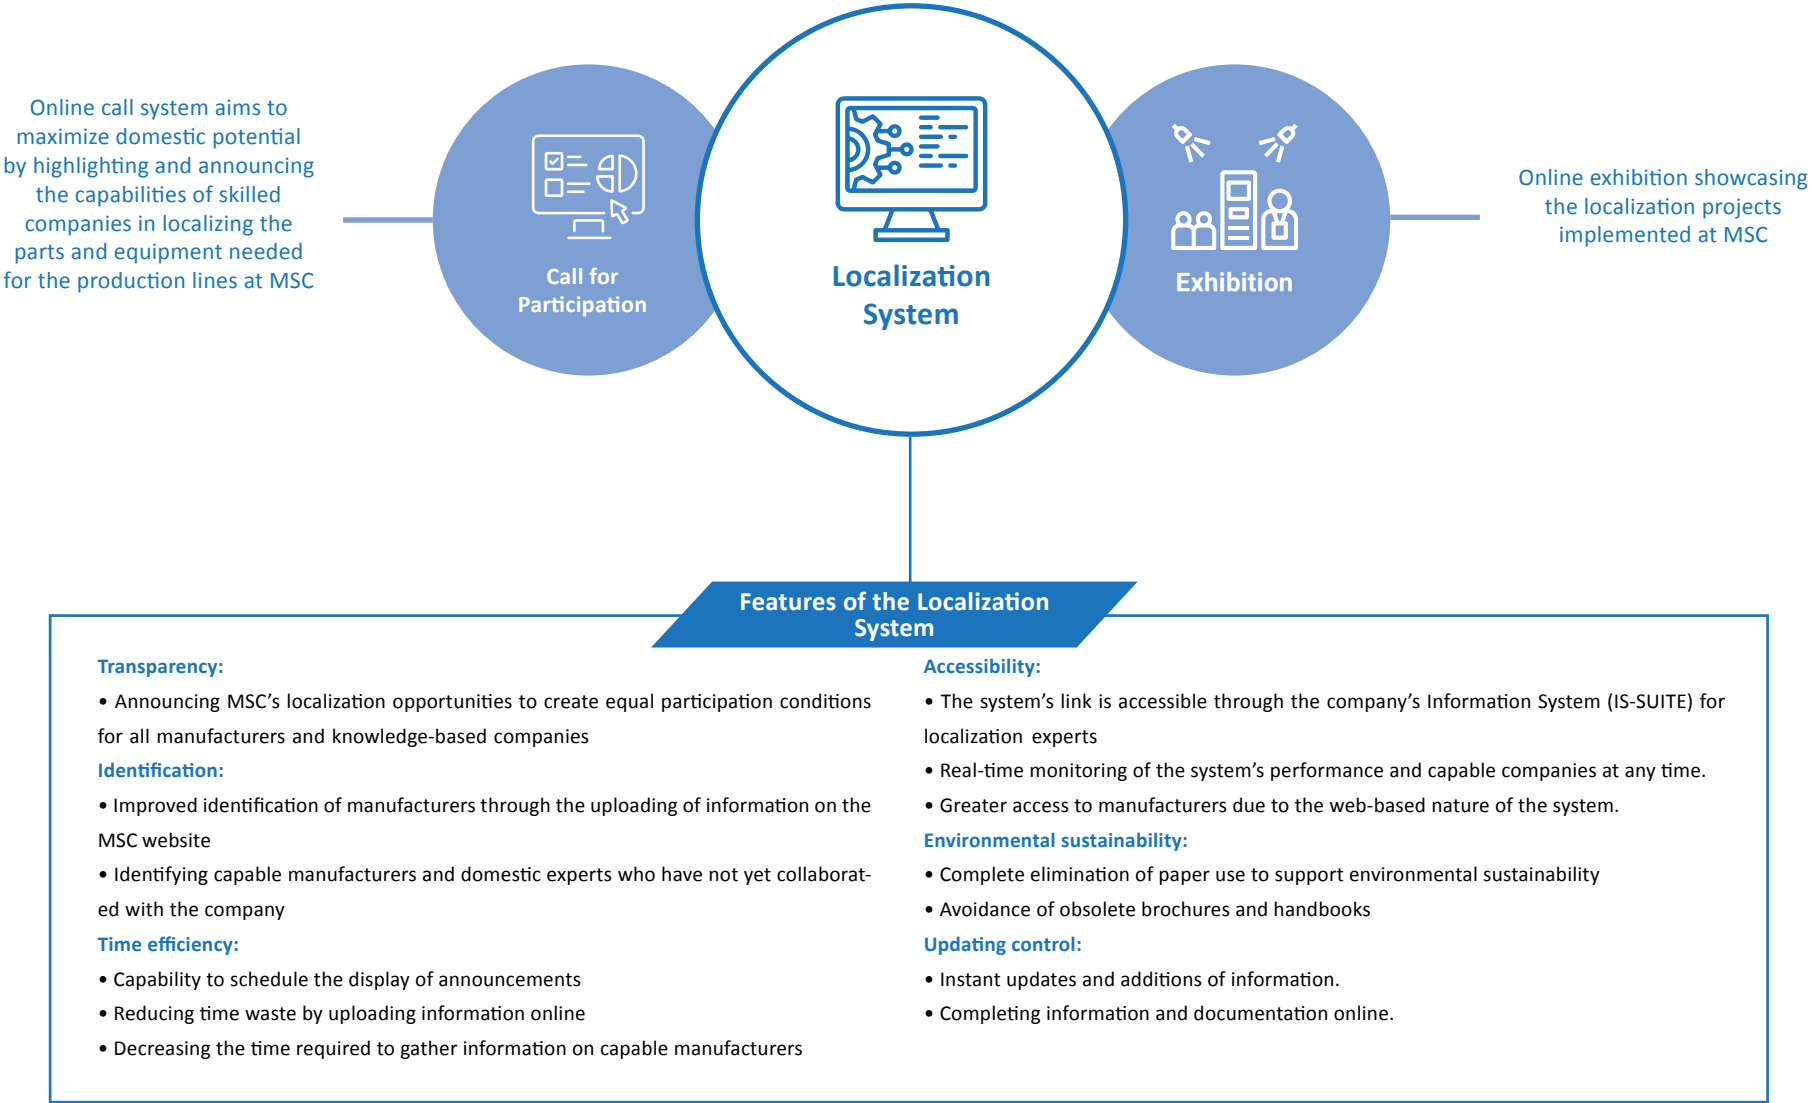 Online call system aims to
maximize domestic potential
by highlighting and announcing
the capabilities of skilled
companies in localizing the
parts and equipment needed
for the production lines at MSC
Call for
Participation
Localization
System
Exhibition
Online exhibition showcasing
the localization projects
implemented at MSC
Features of the Localization
System
Transparency:
• Announcing MSC’s localization opportunities to create equal participation conditions
for all manufacturers and knowledge-based companies
Identification:
• Improved identification of manufacturers through the uploading of information on the
MSC website
• Identifying capable manufacturers and domestic experts who have not yet collaborat-
ed with the company
Time efficiency:
• Capability to schedule the display of announcements
• Reducing time waste by uploading information online
• Decreasing the time required to gather information on capable manufacturers
Accessibility:
• The system’s link is accessible through the company’s Information System (IS-SUITE) for
localization experts
• Real-time monitoring of the system’s performance and capable companies at any time.
• Greater access to manufacturers due to the web-based nature of the system.
Environmental sustainability:
• Complete elimination of paper use to support environmental sustainability
• Avoidance of obsolete brochures and handbooks
Updating control:
• Instant updates and additions of information.
• Completing information and documentation online.